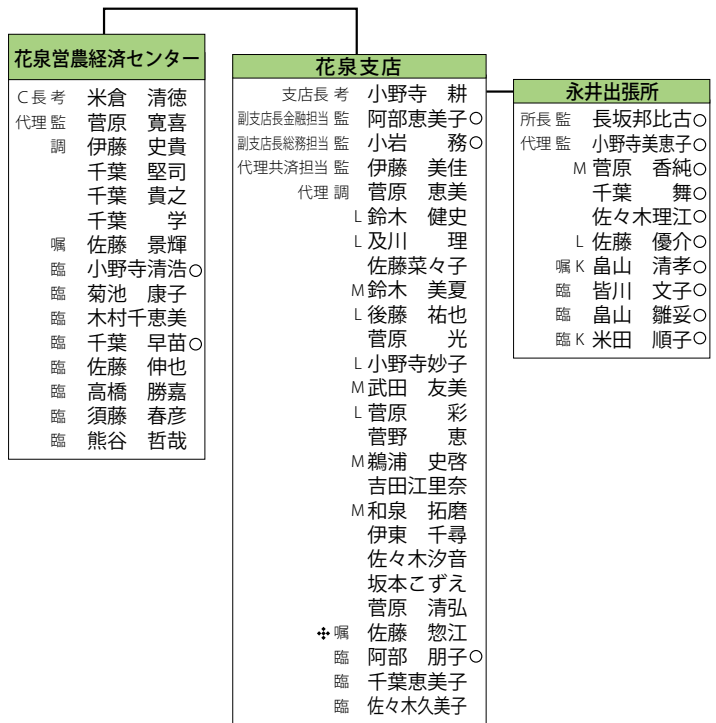 花泉営農経済センター
C長 考 米倉 清徳
代理 監 菅原 寛喜
調 伊藤 史貴
千葉 堅司
千葉 貴之
千葉 学
嘱 佐藤 景輝
臨 小野寺清浩○
臨 菊池 康子
臨 木村千恵美
臨 千葉 早苗○
臨 佐藤 伸也
臨 高橋 勝嘉
臨 須藤 春彦
臨 熊谷 哲哉
花泉支店
支店長 考 小野寺 耕
副支店長金融担当 監 阿部恵美子○
副支店長総務担当 監 小岩 務○
代理共済担当 監 伊藤 美佳
代理 調 菅原 恵美
L 鈴木 健史
L 及川 理
佐藤菜々子
M 鈴木 美夏
L 後藤 祐也
菅原 光
L 小野寺妙子
M 武田 友美
L 菅原 彩
菅野 恵
M 鵜浦 史啓
吉田江里奈
M 和泉 拓磨
伊東 千尋
佐々木汐音
坂本こずえ
菅原 清弘
✣ 嘱 佐藤 惣江
臨 阿部 朋子○
臨 千葉恵美子
臨 佐々木久美子
永井出張所
所長 監 長坂邦比古○
代理 監 小野寺美恵子○
M 菅原 香純○
千葉 舞○
佐々木理江○
L 佐藤 優介○
嘱 K 畠山 清孝○
臨 皆川 文子○
臨 畠山 雛妥○
臨 K 米田 順子○